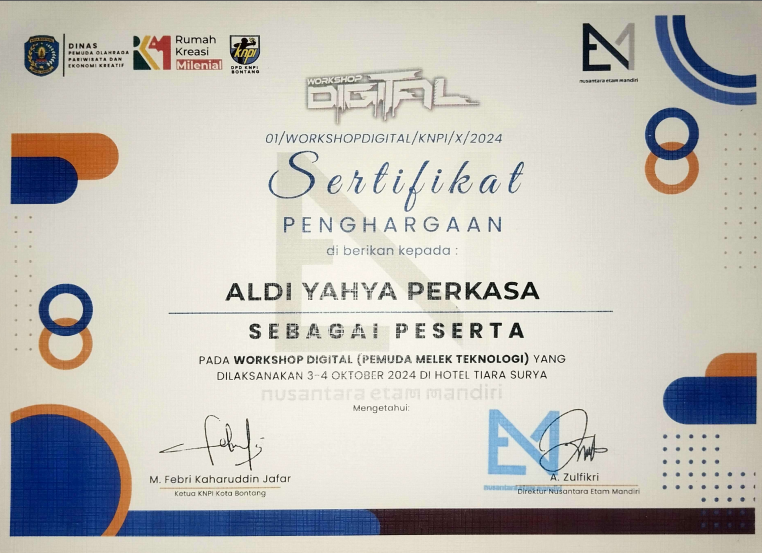 DINAS
PEMUDA OLAHRAGA
PARIWISATA DAN
EKONOMI KREATIF
Rumah
Kreasi
Milenial
KNPI
DPD KNPI
BONTANG
nusantara etam mandiri
WORKSHOP
DIGITAL
01/WORKSHOPDIGITAL/KNPI/X/2024
Sertifikat
PENGHARGAAN
di berikan kepada :
ALDI YAHYA PERKASA
SEBAGAI PESERTA
PADA WORKSHOP DIGITAL (PEMUDA MELEK TEKNOLOGI) YANG
DILAKSANAKAN 3-4 OKTOBER 2024 DI HOTEL TIARA SURYA
nusantara etam mandiri
Mengetahui:
M. Febri Kaharuddin Jafar
Ketua KNPI Kota Bontang
A. Zulfikri
nusantara etam mandiri
Direktur Nusantara Etam Mandiri